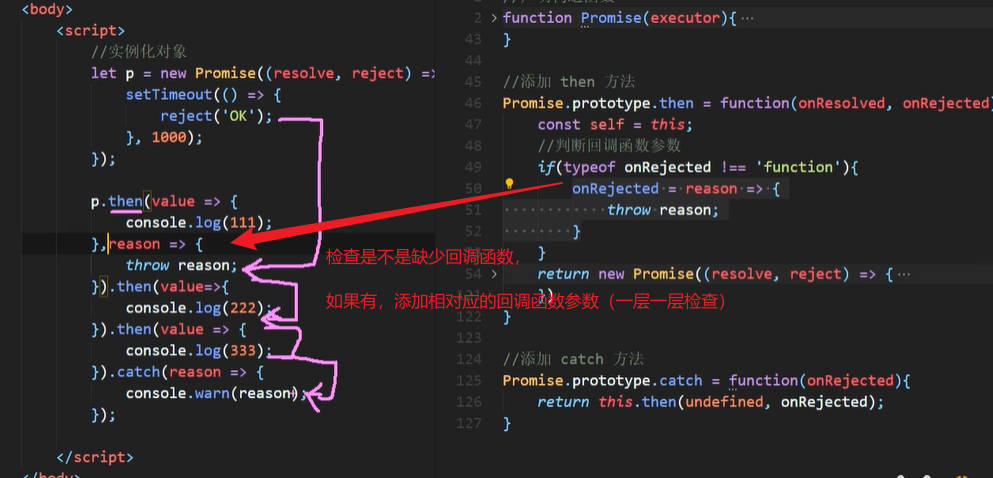 <body>
<script>
//实例化对象
let p = new Promise((resolve, reject) =>
setTimeout(() => {
reject('OK');
}, 1000);
});
p.then(value => {
console.log(111);
},reason => {
throw reason;
}).then(value=>{
console.log(222);
}).then(value => {
console.log(333);
}).catch(reason => {
console.warn(reason);
});
</script>
2 function Promise(executor){ ···
43 }
44
45 //添加 then 方法
46 Promise.prototype.then = function(onResolved, onRejected)
47 const self = this;
48 //判断回调函数参数
49 if(typeof onRejected !== 'function'){
50 onRejected = reason => {
51 throw reason;
52 }
}
54 return new Promise((resolve, reject) => { ···
})
122 }
123
124 //添加 catch 方法
125 Promise.prototype.catch = function(onRejected){
126 return this.then(undefined, onRejected);
127 }
检查是不是缺少回调函数，
如果有，添加相对应的回调函数参数（一层一层检查）